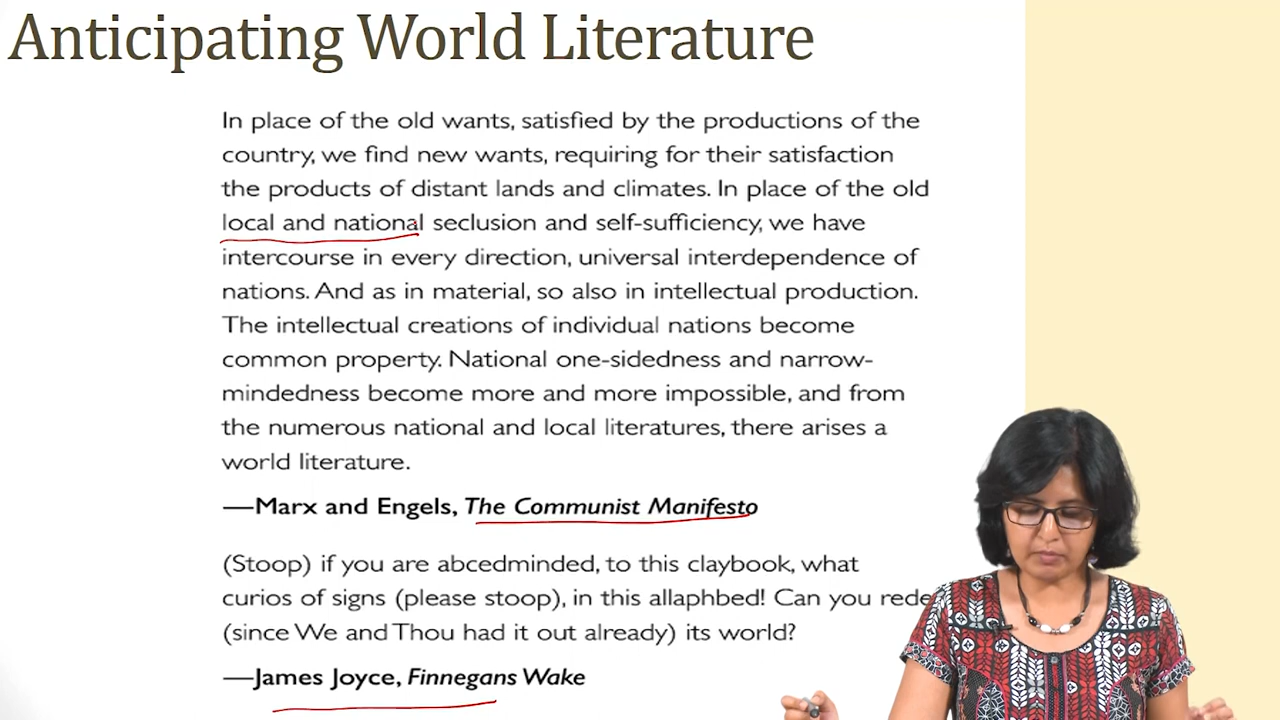 Anticipating World Literature
In place of the old wants, satisfied by the productions of the
country, we find new wants, requiring for their satisfaction
the products of distant lands and climates. In place of the old
local and national seclusion and self-sufficiency, we have
intercourse in every direction, universal interdependence of
nations. And as in material, so also in intellectual production.
The intellectual creations of individual nations become
common property. National one-sidedness and narrow-
mindedness become more and more impossible, and from
the numerous national and local literatures, there arises a
world literature.
—Marx and Engels, The Communist Manifesto
(Stoop) if you are abcedminded, to this claybook, what
curios of signs (please stoop), in this allaphbed! Can you rede
(since We and Thou had it out already) its world?
—James Joyce, Finnegans Wake